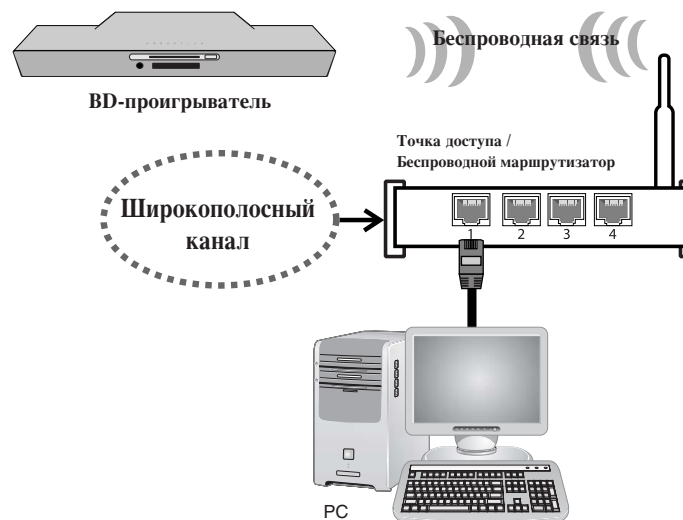 Беспроводная связь
BD-проигрыватель
Точка доступа /
Беспроводной маршрутизатор
Широкополосный
канал
1 2 3 4
PC